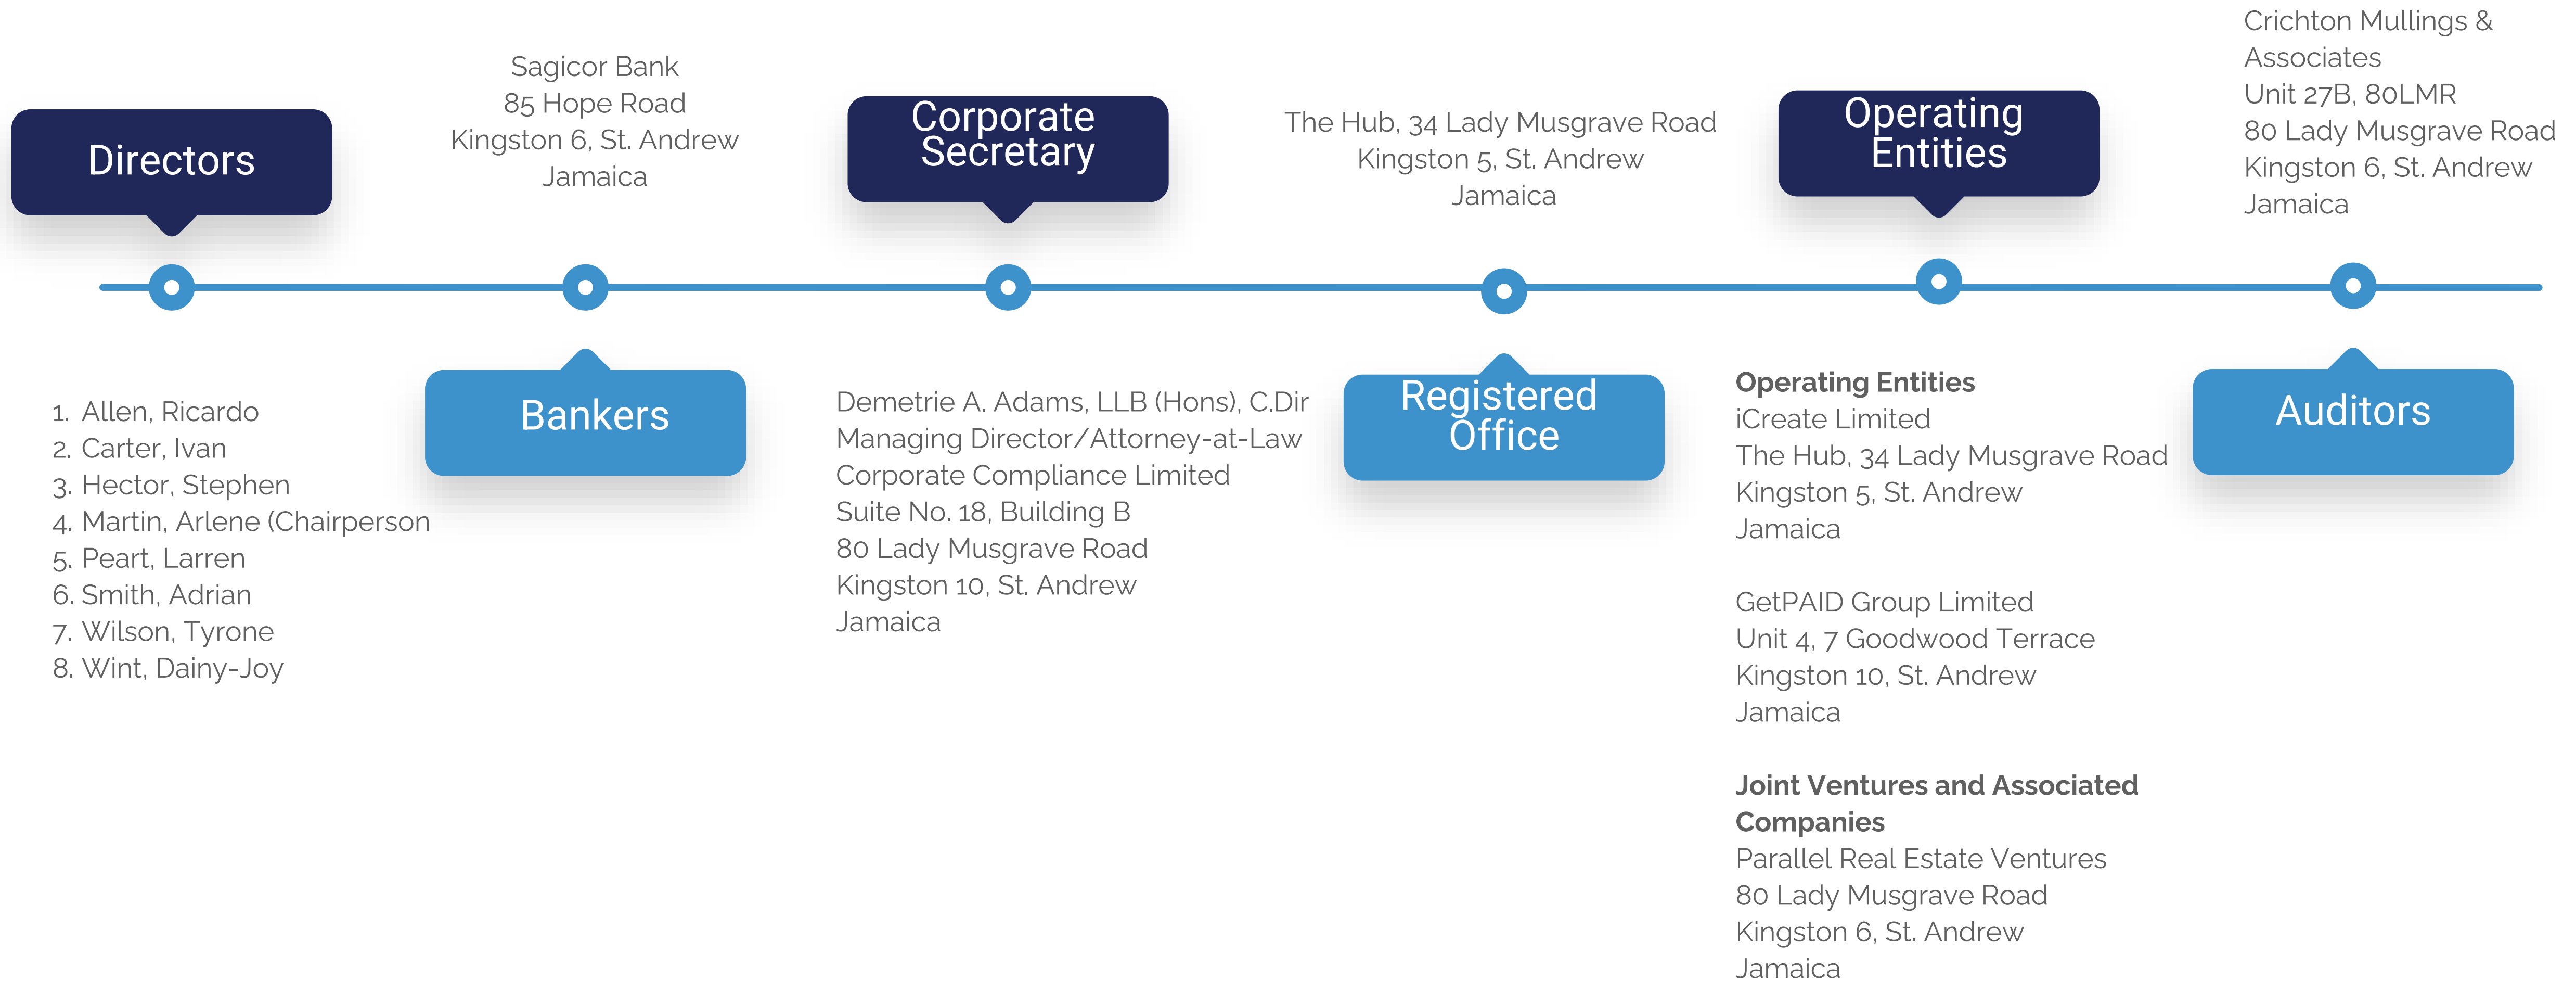 Directors
1. Allen, Ricardo
2. Carter, Ivan
3. Hector, Stephen
4. Martin, Arlene (Chairperson
5. Peart, Larren
6. Smith, Adrian
7. Wilson, Tyrone
8. Wint, Dainy-Joy
Sagicor Bank
85 Hope Road
Kingston 6, St. Andrew
Jamaica
Bankers
Corporate
Secretary
Demetrie A. Adams, LLB (Hons), C.Dir
Managing Director/Attorney-at-Law
Corporate Compliance Limited
Suite No. 18, Building B
80 Lady Musgrave Road
Kingston 10, St. Andrew
Jamaica
The Hub, 34 Lady Musgrave Road
Kingston 5, St. Andrew
Jamaica
Registered
Office
Operating
Entities
Operating Entities
iCreate Limited
The Hub, 34 Lady Musgrave Road
Kingston 5, St. Andrew
Jamaica
GetPAID Group Limited
Unit 4, 7 Goodwood Terrace
Kingston 10, St. Andrew
Jamaica
Joint Ventures and Associated
Companies
Parallel Real Estate Ventures
80 Lady Musgrave Road
Kingston 6, St. Andrew
Jamaica
Crichton Mullings &
Associates
Unit 27B, 80LMR
80 Lady Musgrave Road
Kingston 6, St. Andrew
Jamaica
Auditors